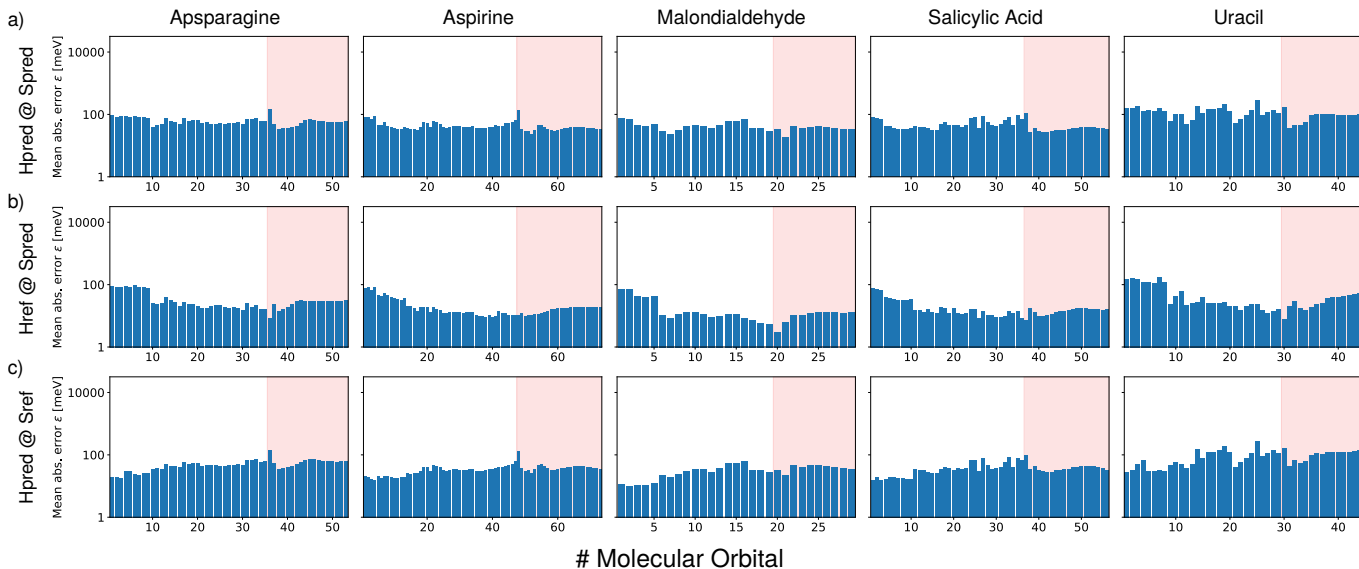 Apsparagine Aspirine Malondialdehyde Salicylic Acid Uracil
a)
Hpred @ Spred
Mean abs. error ε [meV]
10000
100
1
10 20 30 40 50
20 40 60
5 10 15 20 25
10 20 30 40 50
10 20 30 40
b)
Href @ Spred
Mean abs. error ε [meV]
10000
100
1
10 20 30 40 50
20 40 60
5 10 15 20 25
10 20 30 40 50
10 20 30 40
c)
Hpred @ Sref
Mean abs. error ε [meV]
10000
100
1
10 20 30 40 50
20 40 60
5 10 15 20 25
10 20 30 40 50
10 20 30 40
# Molecular Orbital